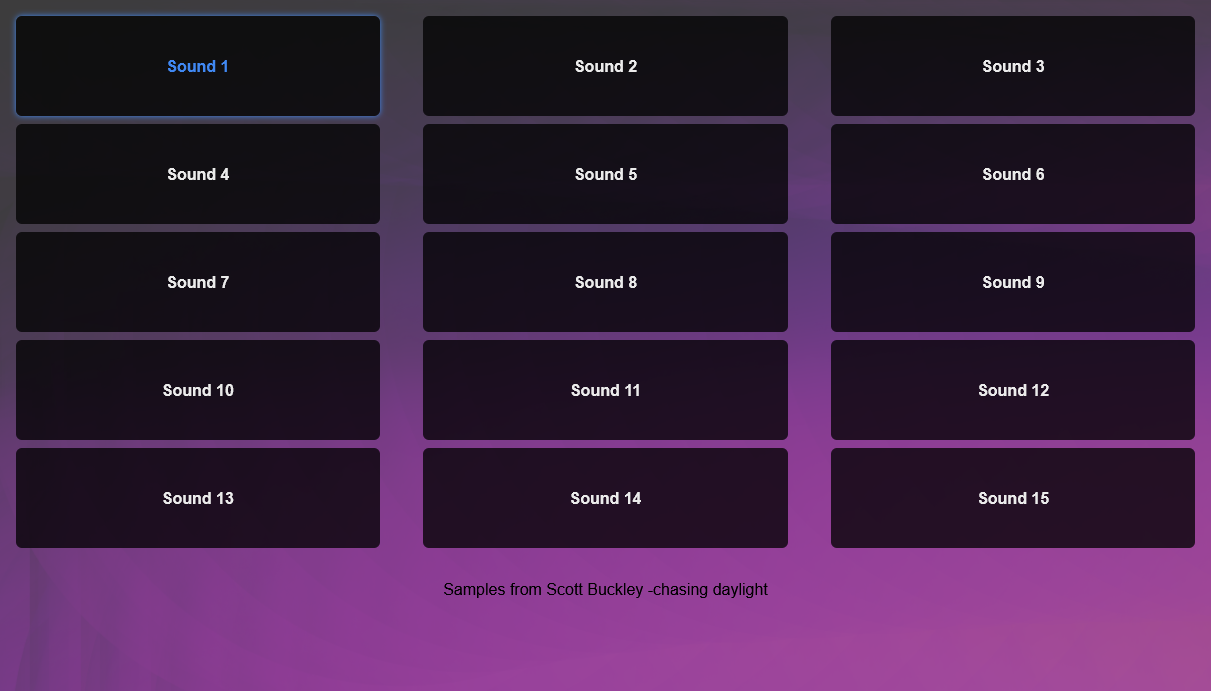 Sound 1
Sound 2
Sound 3
Sound 4
Sound 5
Sound 6
Sound 7
Sound 8
Sound 9
Sound 10
Sound 11
Sound 12
Sound 13
Sound 14
Sound 15
Samples from Scott Buckley -chasing daylight